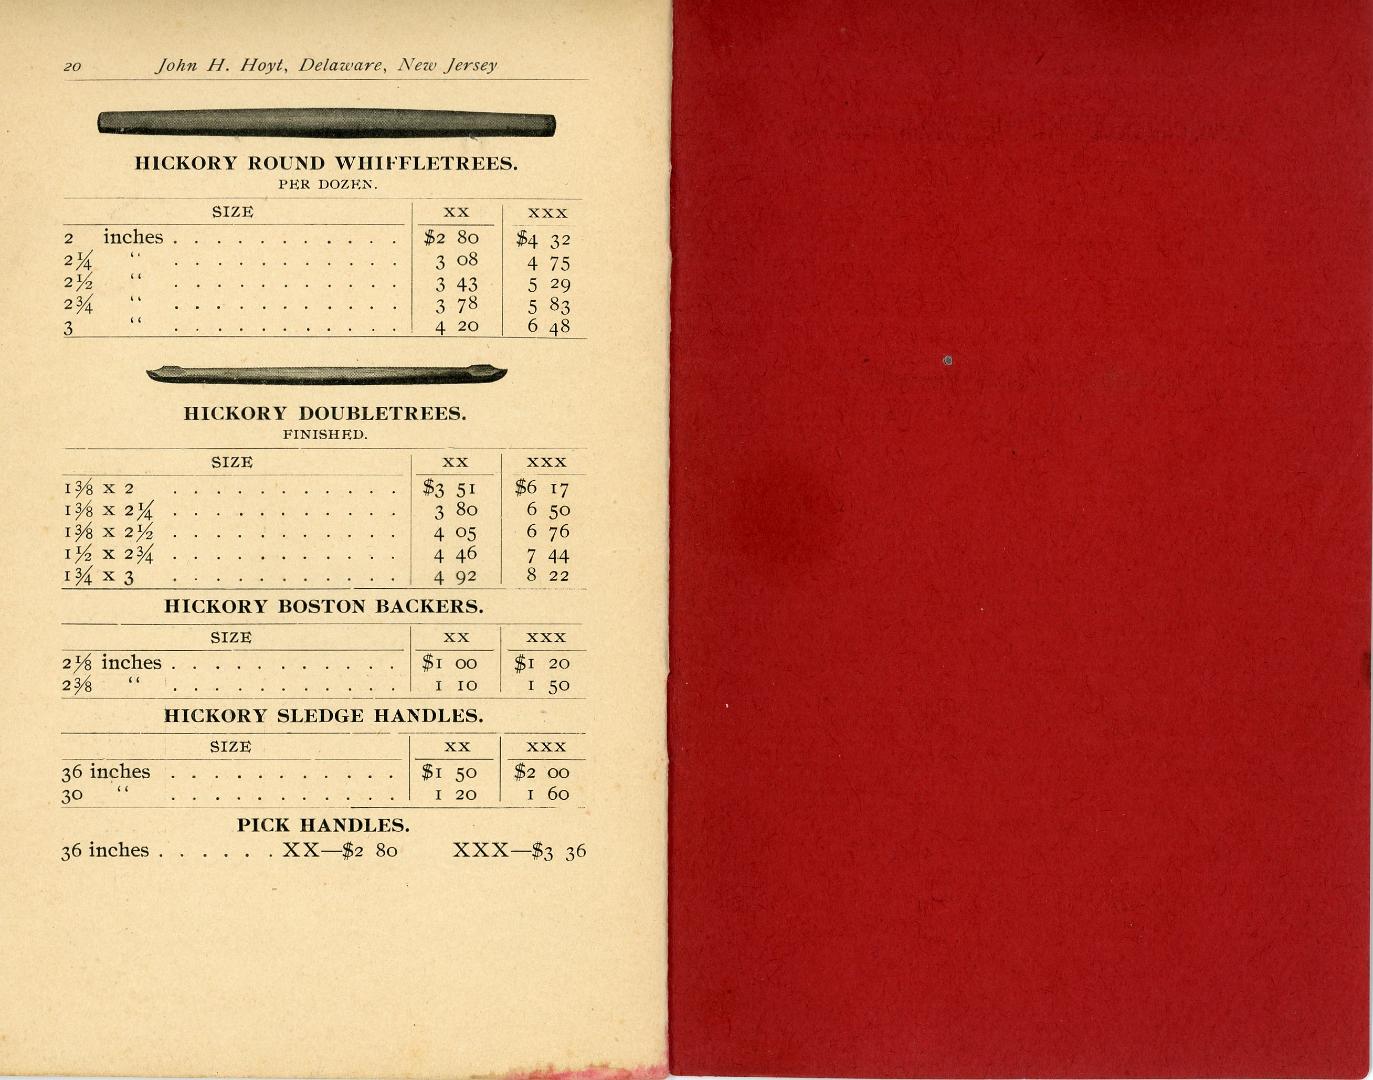 20 John H. Hoyt, Delaware, New Jersey
HICKORY ROUND WHIFFLETREES.
PER DOZEN.
SIZE XX XXX
2 inches . . . . . . . . . . . $2 80 $4 32
2¼ “ . . . . . . . . . . . 3 08 4 75
2½ “ . . . . . . . . . . . 3 43 5 29
2¾ “ . . . . . . . . . . . 3 78 5 83
3 “ . . . . . . . . . . . 4 20 6 48
HICKORY DOUBLETREES.
FINISHED.
SIZE XX XXX
1⅜ x 2 . . . . . . . . . . . $3 51 $6 17
1⅜ x 2¼ . . . . . . . . . . . 3 80 6 50
1⅜ x 2½ . . . . . . . . . . . 4 05 6 76
1½ x 2¾ . . . . . . . . . . . 4 46 7 44
1¾ x 3 . . . . . . . . . . . 4 92 8 22
HICKORY BOSTON BACKERS.
SIZE XX XXX
2⅛ inches . . . . . . . . . . . $1 00 $1 20
2⅜ “ . . . . . . . . . . . 1 10 1 50
HICKORY SLEDGE HANDLES.
SIZE XX XXX
36 inches . . . . . . . . . . . $1 50 $2 00
30 “ . . . . . . . . . . . 1 20 1 60
PICK HANDLES.
36 inches . . . . . . XX—$2 80 XXX—$3 36